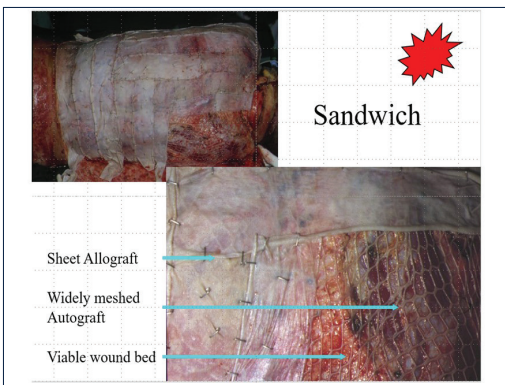 Sandwich
Sheet Allograft
Widely meshed
Autograft
Viable wound bed